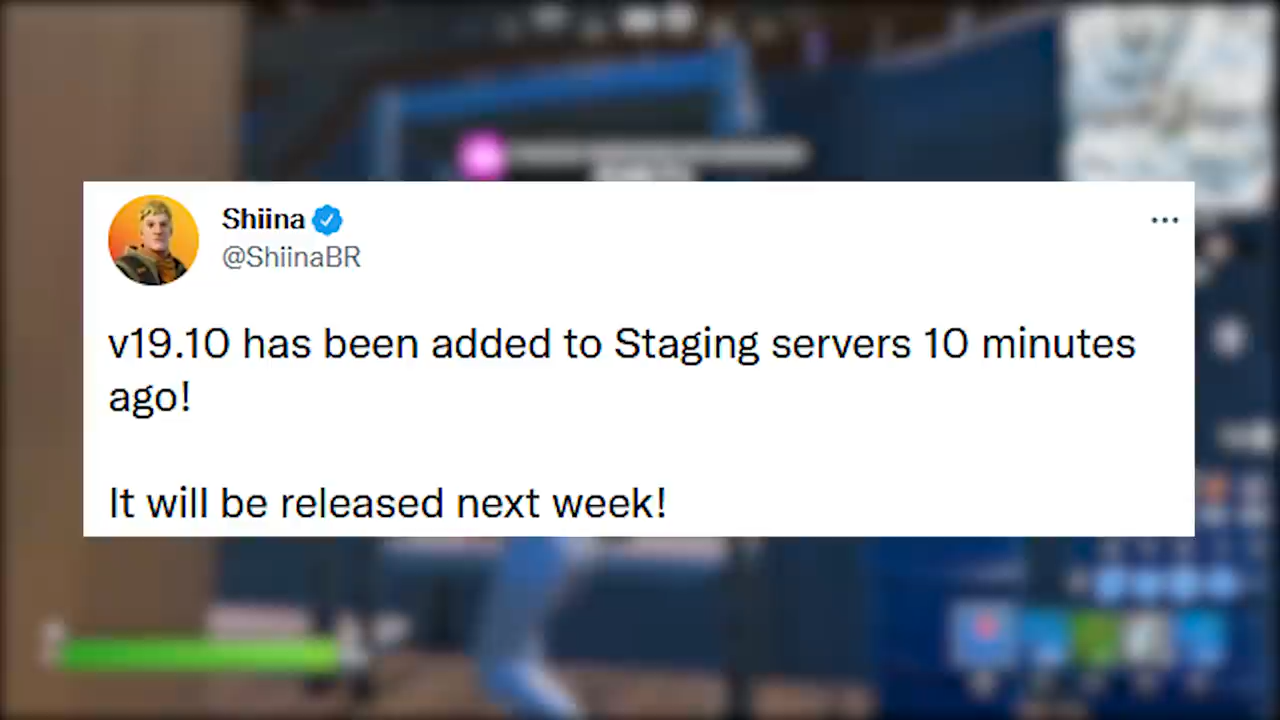 Shiina
@ShiinaBR
v19.10 has been added to Staging servers 10 minutes
ago!
It will be released next week!